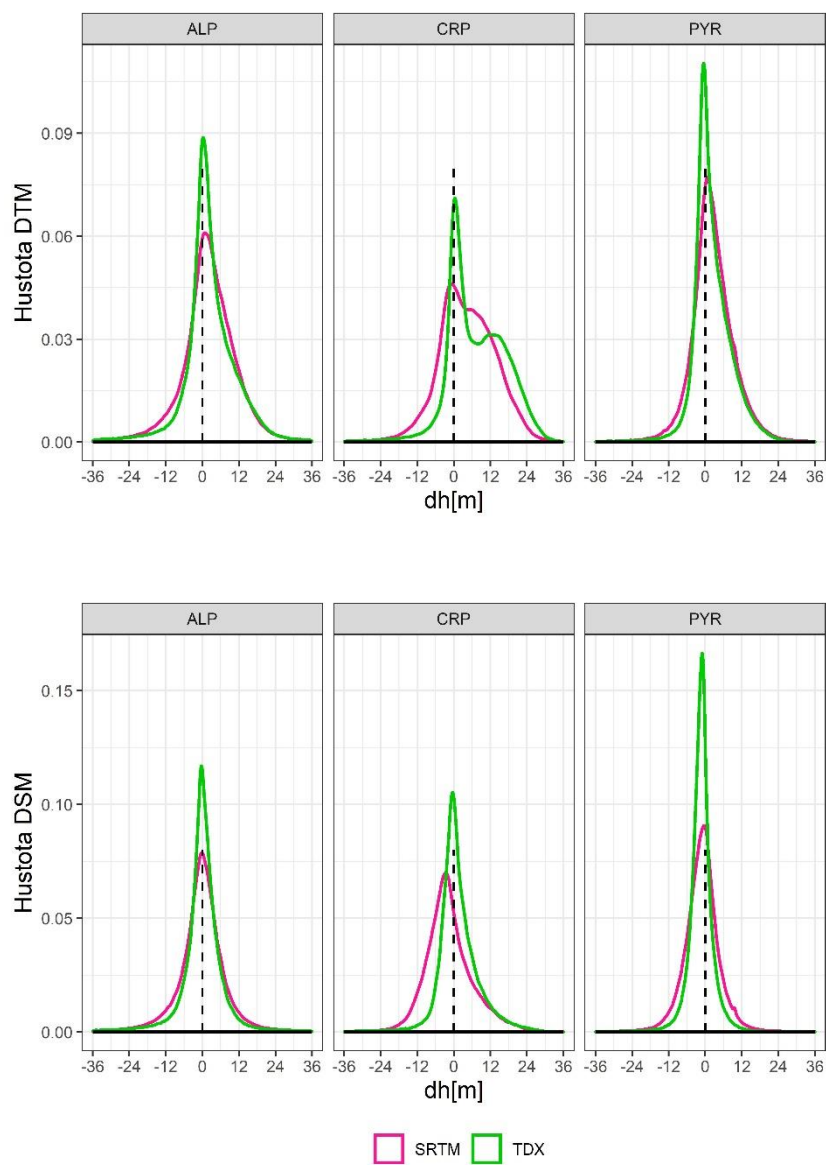 ALP CRP PYR
Hustota DTM
0.09
0.06
0.03
0.00
-36 -24 -12 0 12 24 36 -36 -24 -12 0 12 24 36 -36 -24 -12 0 12 24 36
dh[m]
ALP CRP PYR
Hustota DSM
0.15
0.10
0.05
0.00
-36 -24 -12 0 12 24 36 -36 -24 -12 0 12 24 36 -36 -24 -12 0 12 24 36
dh[m]
SRTM TDX